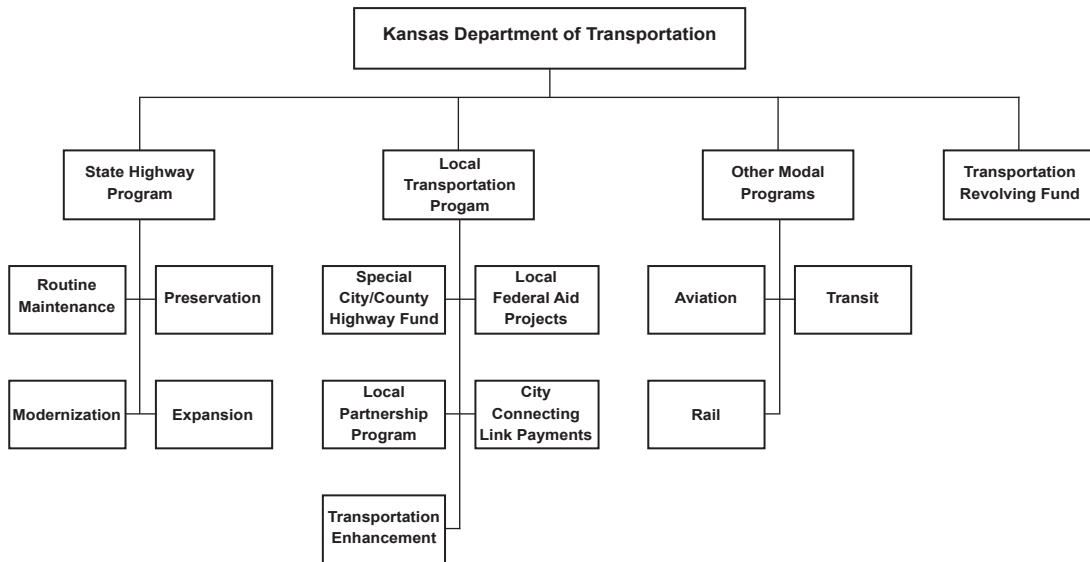 Kansas Department of Transportation
State Highway
Program
Local
Transportation
Progam
Other Modal
Programs
Transportation
Revolving Fund
Routine
Maintenance
Preservation
Special
City/County
Highway Fund
Local
Federal Aid
Projects
Aviation
Transit
Modernization
Expansion
Local
Partnership
Program
City
Connecting
Link Payments
Rail
Transportation
Enhancement